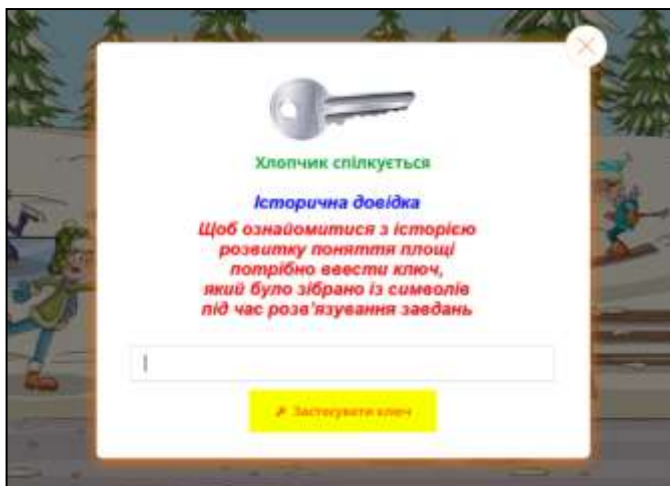 Хлопчик спілкується
Історична довідка
Щоб ознайомитися з історією
розвитку поняття площі
потрібно ввести ключ,
який було зібрано із символів
під час розв'язування завдань
Застосувати ключ